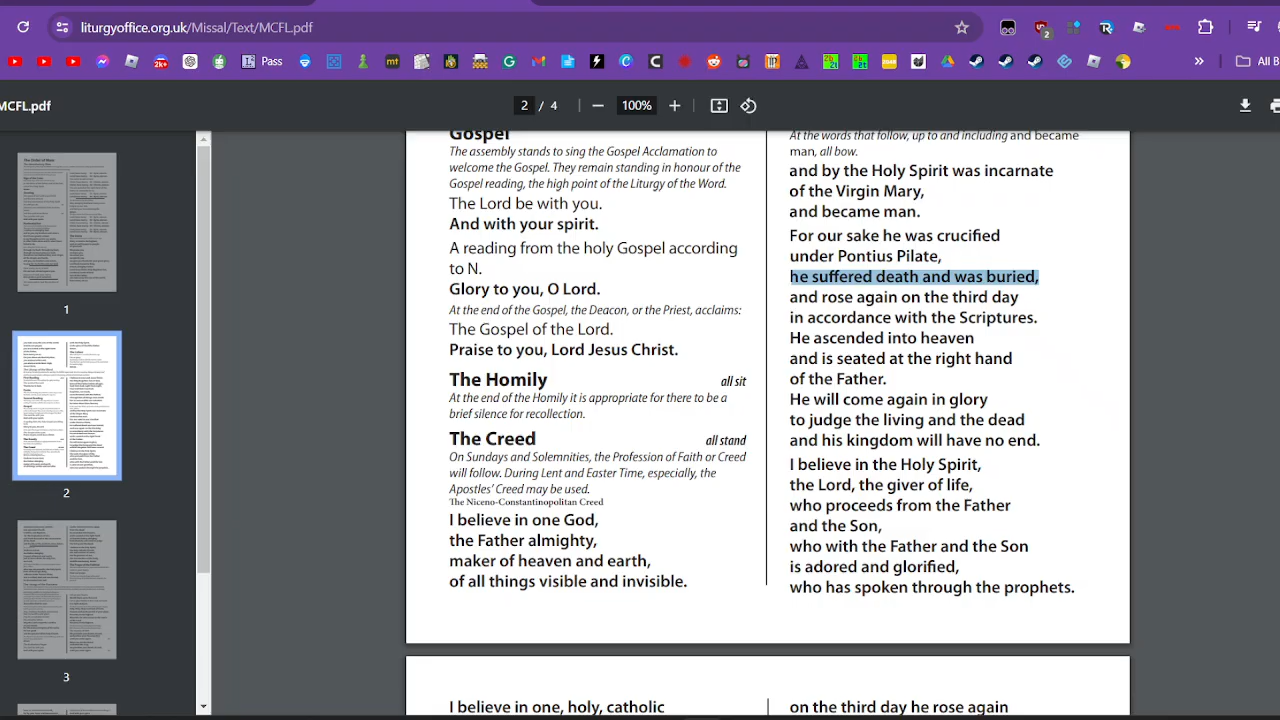 liturgyoffice.org.uk/Missal/Text/MCFL.pdf
2
2K+
Pass
mt
All B
MCFL.pdf
2 / 4
100%
1
2
3
Gospel
The assembly stands to sing the Gospel Acclamation to
welcome the Gospel. They remain standing in honour of the
Gospel reading the high point of the Liturgy of the Word.
The Lord be with you.
And with your spirit.
A reading from the holy Gospel according
to N.
Glory to you, O Lord.
At the end of the Gospel, the Deacon, or the Priest, acclaims:
The Gospel of the Lord.
Praise to you, Lord Jesus Christ.
The Homily
all sit
At the end of the homily it is appropriate for there to be a
brief silence for recollection.
The Creed
all stand
On Sundays and Solemnities, the Profession of Faith or Creed
will follow. During Lent and Easter Time, especially, the
Apostles’ Creed may be used.
The Niceno-Constantinopolitan Creed
I believe in one God,
the Father almighty,
maker of heaven and earth,
of all things visible and invisible.
At the words that follow, up to and including and became
man, all bow.
and by the Holy Spirit was incarnate
of the Virgin Mary,
and became man.
For our sake he was crucified
under Pontius Pilate,
he suffered death and was buried,
and rose again on the third day
in accordance with the Scriptures.
He ascended into heaven
and is seated at the right hand
of the Father.
He will come again in glory
to judge the living and the dead
and his kingdom will have no end.
I believe in the Holy Spirit,
the Lord, the giver of life,
who proceeds from the Father
and the Son,
who with the Father and the Son
is adored and glorified,
who has spoken through the prophets.
I believe in one, holy, catholic
on the third day he rose again